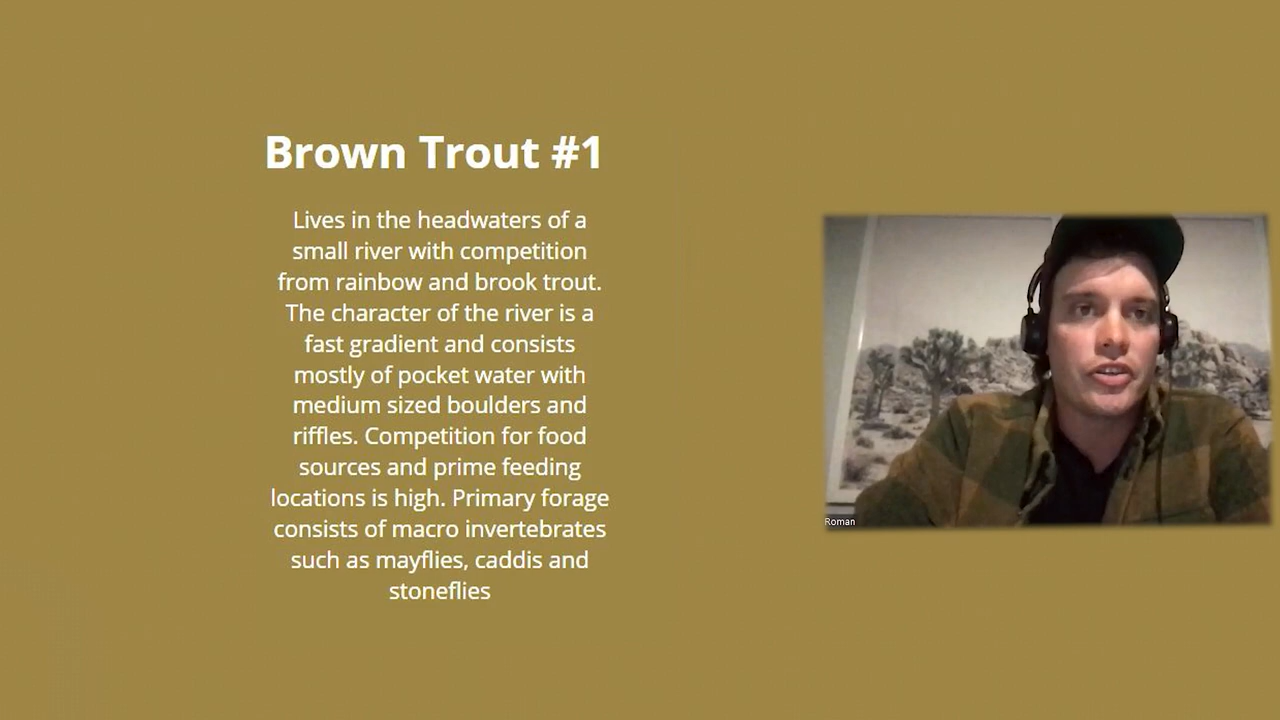 Brown Trout #1
Lives in the headwaters of a
small river with competition
from rainbow and brook trout.
The character of the river is a
fast gradient and consists
mostly of pocket water with
medium sized boulders and
riffles. Competition for food
sources and prime feeding
locations is high. Primary forage
consists of macro invertebrates
such as mayflies, caddis and
stoneflies
Roman